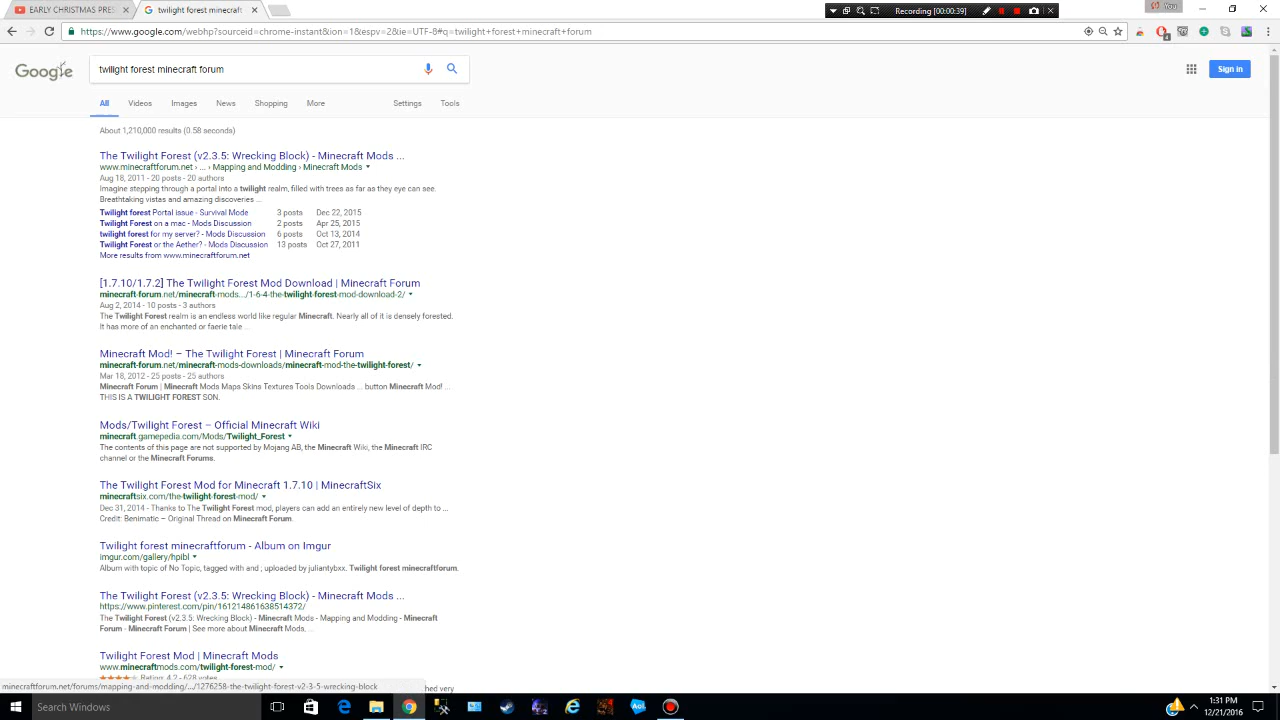 EARLY CHRISTMAS PRES
twilight forest minecraft
Recording [00:00:39]
You
https://www.google.com/webhp?sourceid=chrome-instant&ion=1&espv=2&ie=UTF-8#q=twilight+forest+minecraft+forum
Google
twilight forest minecraft forum
Sign in
All Videos Images News Shopping More Settings Tools
About 1,210,000 results (0.58 seconds)
The Twilight Forest (v2.3.5: Wrecking Block) - Minecraft Mods ...
www.minecraftforum.net › ... › Mapping and Modding › Minecraft Mods
Aug 18, 2011 - 20 posts - 20 authors
Imagine stepping through a portal into a twilight realm, filled with trees as far as they eye can see.
Breathtaking vistas and amazing discoveries ...
Twilight forest Portal issue - Survival Mode 3 posts Dec 22, 2015
Twilight Forest on a mac - Mods Discussion 2 posts Apr 25, 2015
twilight forest for my server? - Mods Discussion 6 posts Oct 13, 2014
Twilight Forest or the Aether? - Mods Discussion 13 posts Oct 27, 2011
More results from www.minecraftforum.net
[1.7.10/1.7.2] The Twilight Forest Mod Download | Minecraft Forum
minecraft-forum.net/minecraft-mods.../1-6-4-the-twilight-forest-mod-download-2/
Aug 2, 2014 - 10 posts - 3 authors
The Twilight Forest realm is an endless world like regular Minecraft. Nearly all of it is densely forested.
It has more of an enchanted or faerie tale ...
Minecraft Mod! – The Twilight Forest | Minecraft Forum
minecraft-forum.net/minecraft-mods-downloads/minecraft-mod-the-twilight-forest/
Mar 18, 2012 - 25 posts - 25 authors
Minecraft Forum | Minecraft Mods Maps Skins Textures Tools Downloads ... button Minecraft Mod! ...
THIS IS A TWILIGHT FOREST SON.
Mods/Twilight Forest – Official Minecraft Wiki
minecraft.gamepedia.com/Mods/Twilight_Forest
The contents of this page are not supported by Mojang AB, the Minecraft Wiki, the Minecraft IRC
channel or the Minecraft Forums.
The Twilight Forest Mod for Minecraft 1.7.10 | MinecraftSix
minecraftsix.com/the-twilight-forest-mod/
Dec 31, 2014 - Thanks to The Twilight Forest mod, players can add an entirely new level of depth to ...
Credit: Benimatic – Original Thread on Minecraft Forum.
Twilight forest minecraftforum - Album on Imgur
imgur.com/gallery/hpibl
Album with topic of No Topic, tagged with and ; uploaded by juliantybxx. Twilight forest minecraftforum.
The Twilight Forest (v2.3.5: Wrecking Block) - Minecraft Mods ...
https://www.pinterest.com/pin/161214861638514372/
The Twilight Forest (v2.3.5: Wrecking Block) - Minecraft Mods - Mapping and Modding - Minecraft
Forum - Minecraft Forum | See more about Minecraft Mods. ...
Twilight Forest Mod | Minecraft Mods
www.minecraftmods.com/twilight-forest-mod/
Rating: 4.2 - 628 votes
minecraftforum.net/forums/mapping-and-modding/.../1276258-the-twilight-forest-v2-3-5-wrecking-block
hed very
Search Windows
Aol.
1:31 PM
12/21/2016